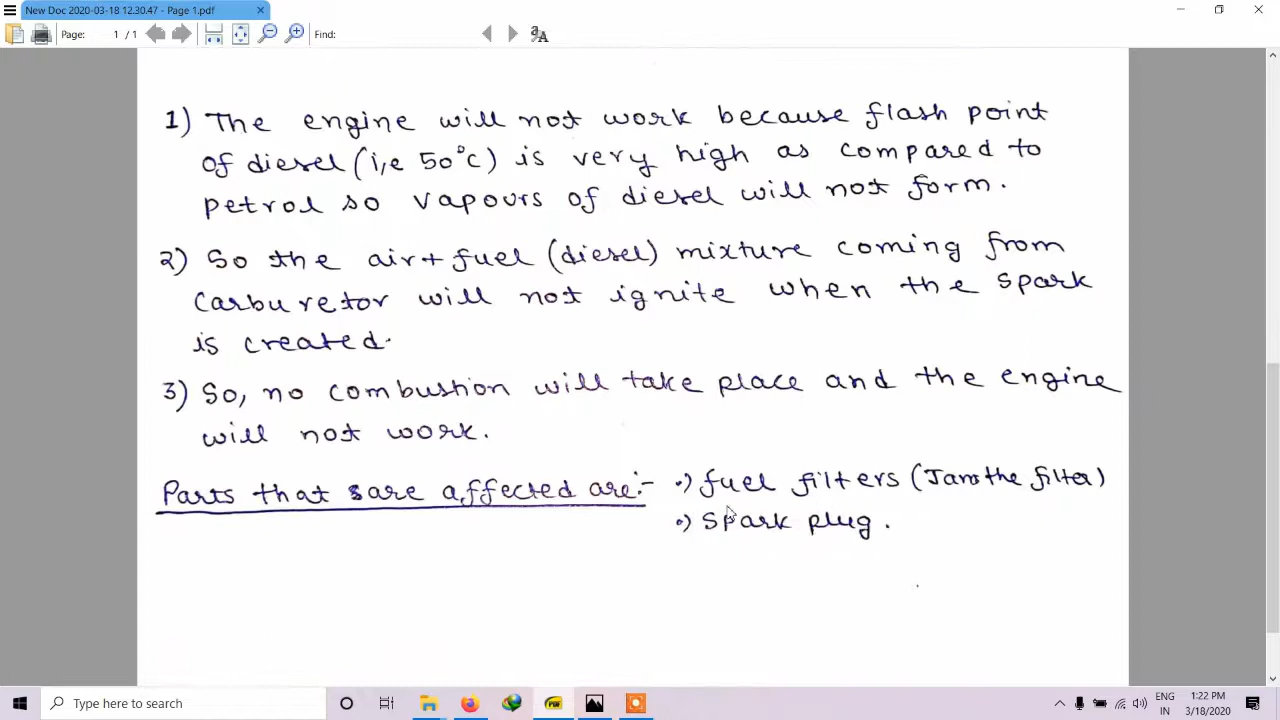 New Doc 2020-03-18 12.30.47 - Page 1.pdf
Page: 1 / 1 Find:
1) The engine will not work because flash point
of diesel (i,e 50°c) is very high as compared to
petrol so vapours of diesel will not form.
2) So the air + fuel (diesel) mixture coming from
carburetor will not ignite when the spark
is created.
3) So, no combustion will take place and the engine
will not work.
Parts that are affected are:- •) fuel filters (Jam the filter)
•) Spark plug.
Type here to search
ENG 1:22 PM
IN 3/18/2020